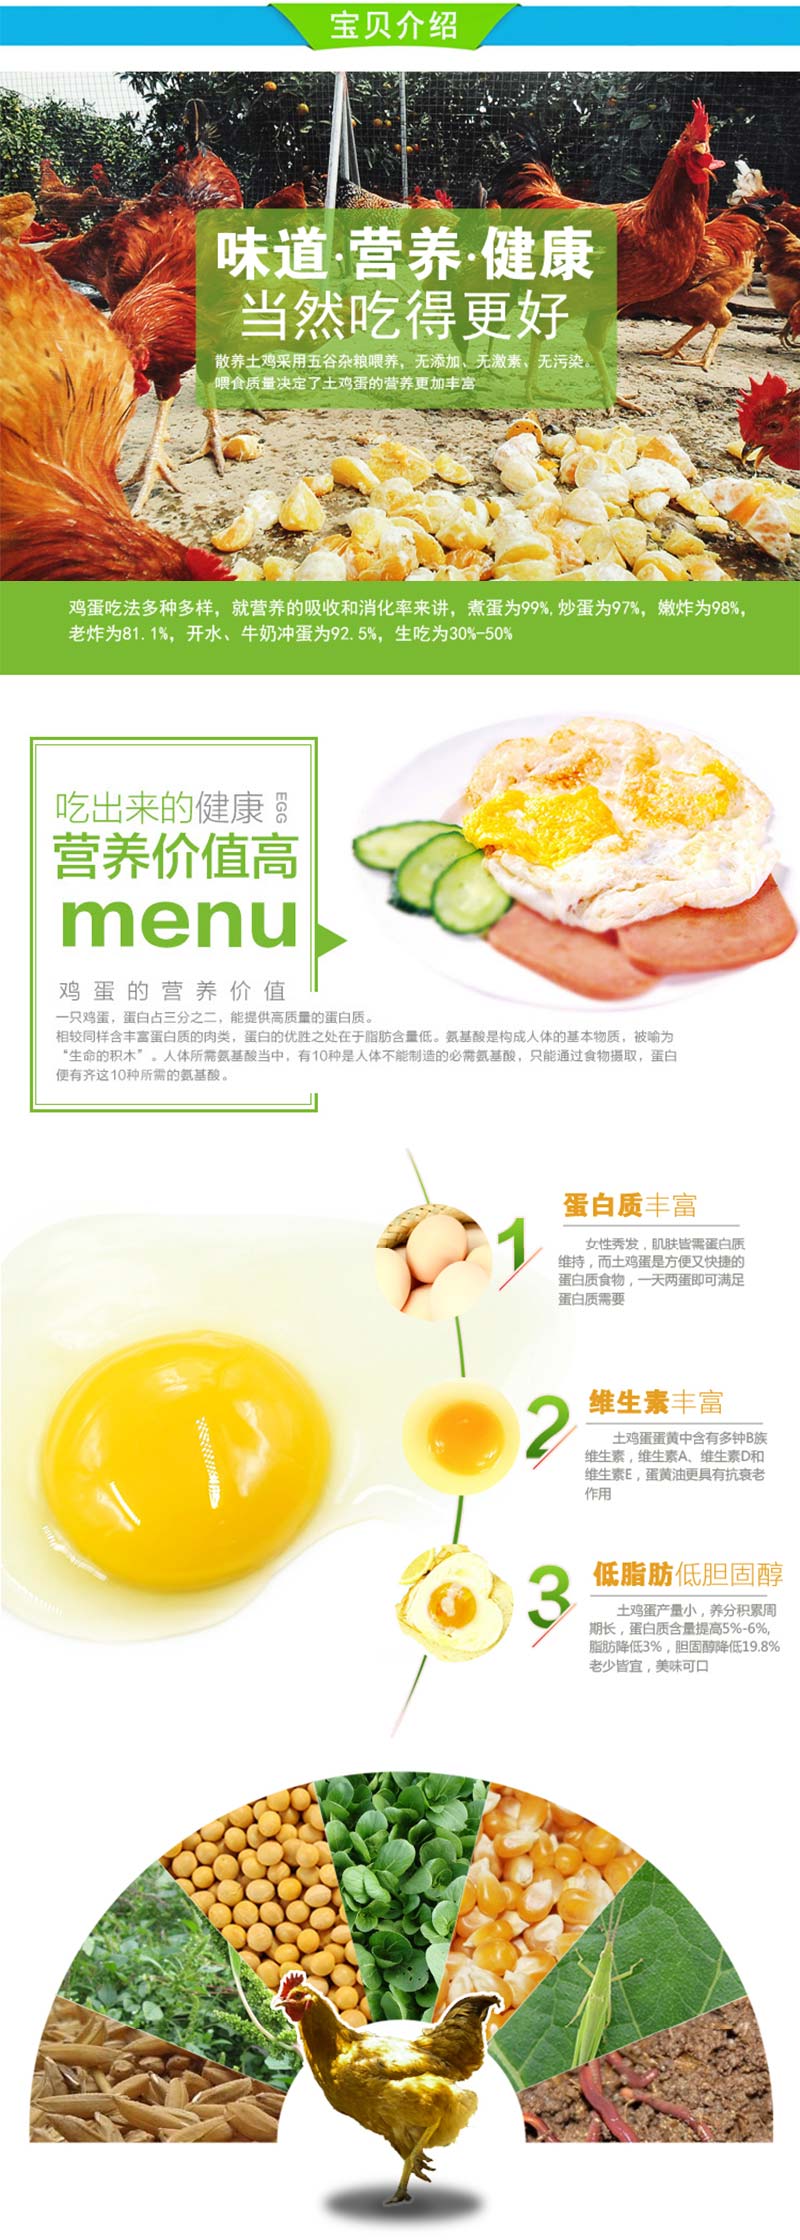 宝贝介绍
味道·营养·健康
当然吃得更好
散养土鸡采用五谷杂粮喂养，无添加、无激素、无污染。
喂食质量决定了土鸡蛋的营养更加丰富
鸡蛋吃法多种多样，就营养的吸收和消化率来讲，煮蛋为99%,炒蛋为97%，嫩炸为98%，
老炸为81.1%，开水、牛奶冲蛋为92.5%，生吃为30%-50%
吃出来的健康
EGG
营养价值高
menu
鸡蛋的营养价值
一只鸡蛋，蛋白占三分之二，能提供高质量的蛋白质。
相较同样含丰富蛋白质的肉类，蛋白的优胜之处在于脂肪含量低。氨基酸是构成人体的基本物质，被喻为
“生命的积木”。人体所需氨基酸当中，有10种是人体不能制造的必需氨基酸，只能通过食物摄取，蛋白
便有齐这10种所需的氨基酸。
1
蛋白质丰富
女性秀发，肌肤皆需蛋白质
维持，而土鸡蛋是方便又快捷的
蛋白质食物，一天两蛋即可满足
蛋白质需要
2
维生素丰富
土鸡蛋蛋黄中含有多钟B族
维生素，维生素A、维生素D和
维生素E，蛋黄油更具有抗衰老
作用
3
低脂肪低胆固醇
土鸡蛋产量小，养分积累周
期长，蛋白质含量提高5%-6%,
脂肪降低3%，胆固醇降低19.8%
老少皆宜，美味可口